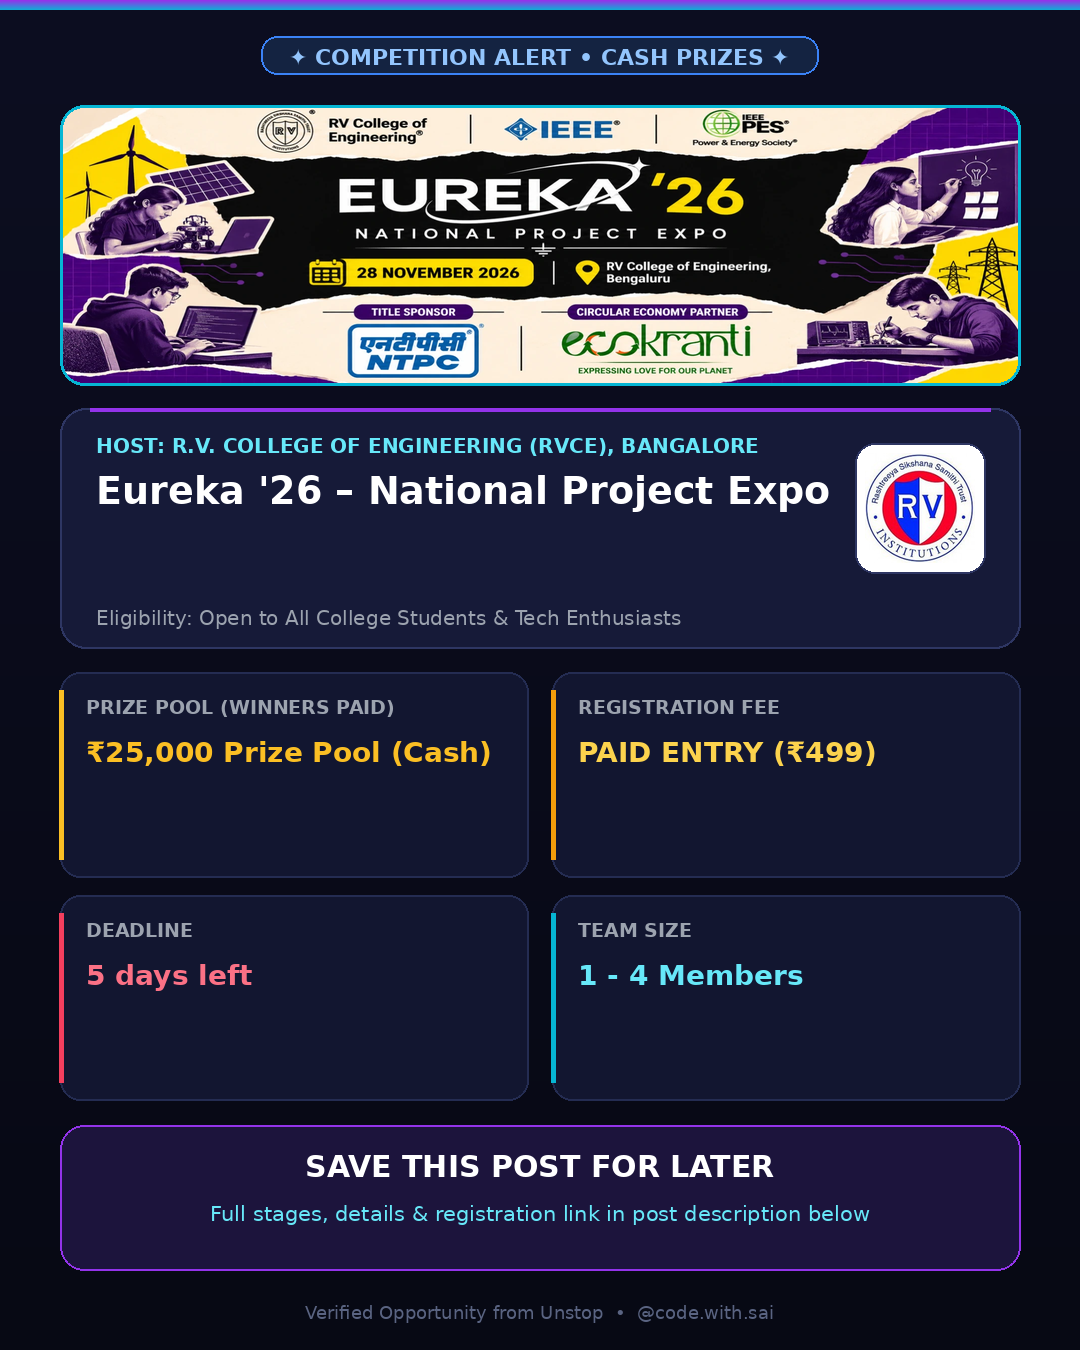 ✦ COMPETITION ALERT • CASH PRIZES ✦
RV College of
Engineering®
IEEE
IEEE
PES®
Power & Energy Society®
EUREKA '26
NATIONAL PROJECT EXPO
28 NOVEMBER 2026
RV College of Engineering,
Bengaluru
TITLE SPONSOR
CIRCULAR ECONOMY PARTNER
एनटीपीसी
NTPC
ecokranti
EXPRESSING LOVE FOR OUR PLANET
HOST: R.V. COLLEGE OF ENGINEERING (RVCE), BANGALORE
Eureka '26 – National Project Expo
Rashtreeya Sikshana Samithi Trust
RV
INSTITUTIONS
Eligibility: Open to All College Students & Tech Enthusiasts
PRIZE POOL (WINNERS PAID)
₹25,000 Prize Pool (Cash)
REGISTRATION FEE
PAID ENTRY (₹499)
DEADLINE
5 days left
TEAM SIZE
1 - 4 Members
SAVE THIS POST FOR LATER
Full stages, details & registration link in post description below
Verified Opportunity from Unstop • @code.with.sai